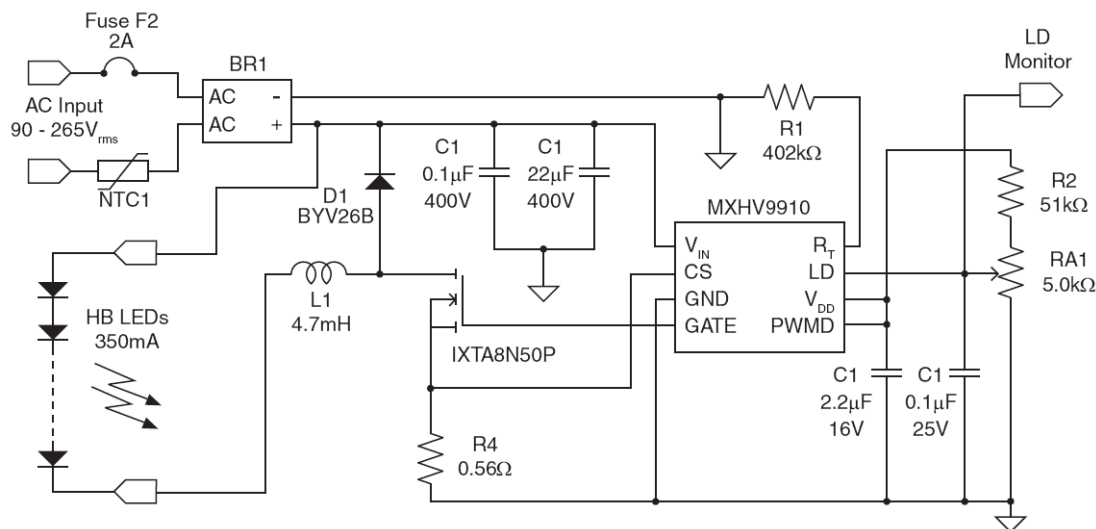 Fuse F2
2A
BR1
AC
-
AC
+
AC Input
90 - 265Vrms
NTC1
LD
Monitor
R1
402kΩ
C1
0.1μF
400V
C1
22μF
400V
D1
BYV26B
MXHV9910
VIN
CS
GND
GATE
RT
LD
VDD
PWMD
R2
51kΩ
RA1
5.0kΩ
L1
4.7mH
HB LEDs
350mA
IXTA8N50P
C1
2.2μF
16V
C1
0.1μF
25V
R4
0.56Ω